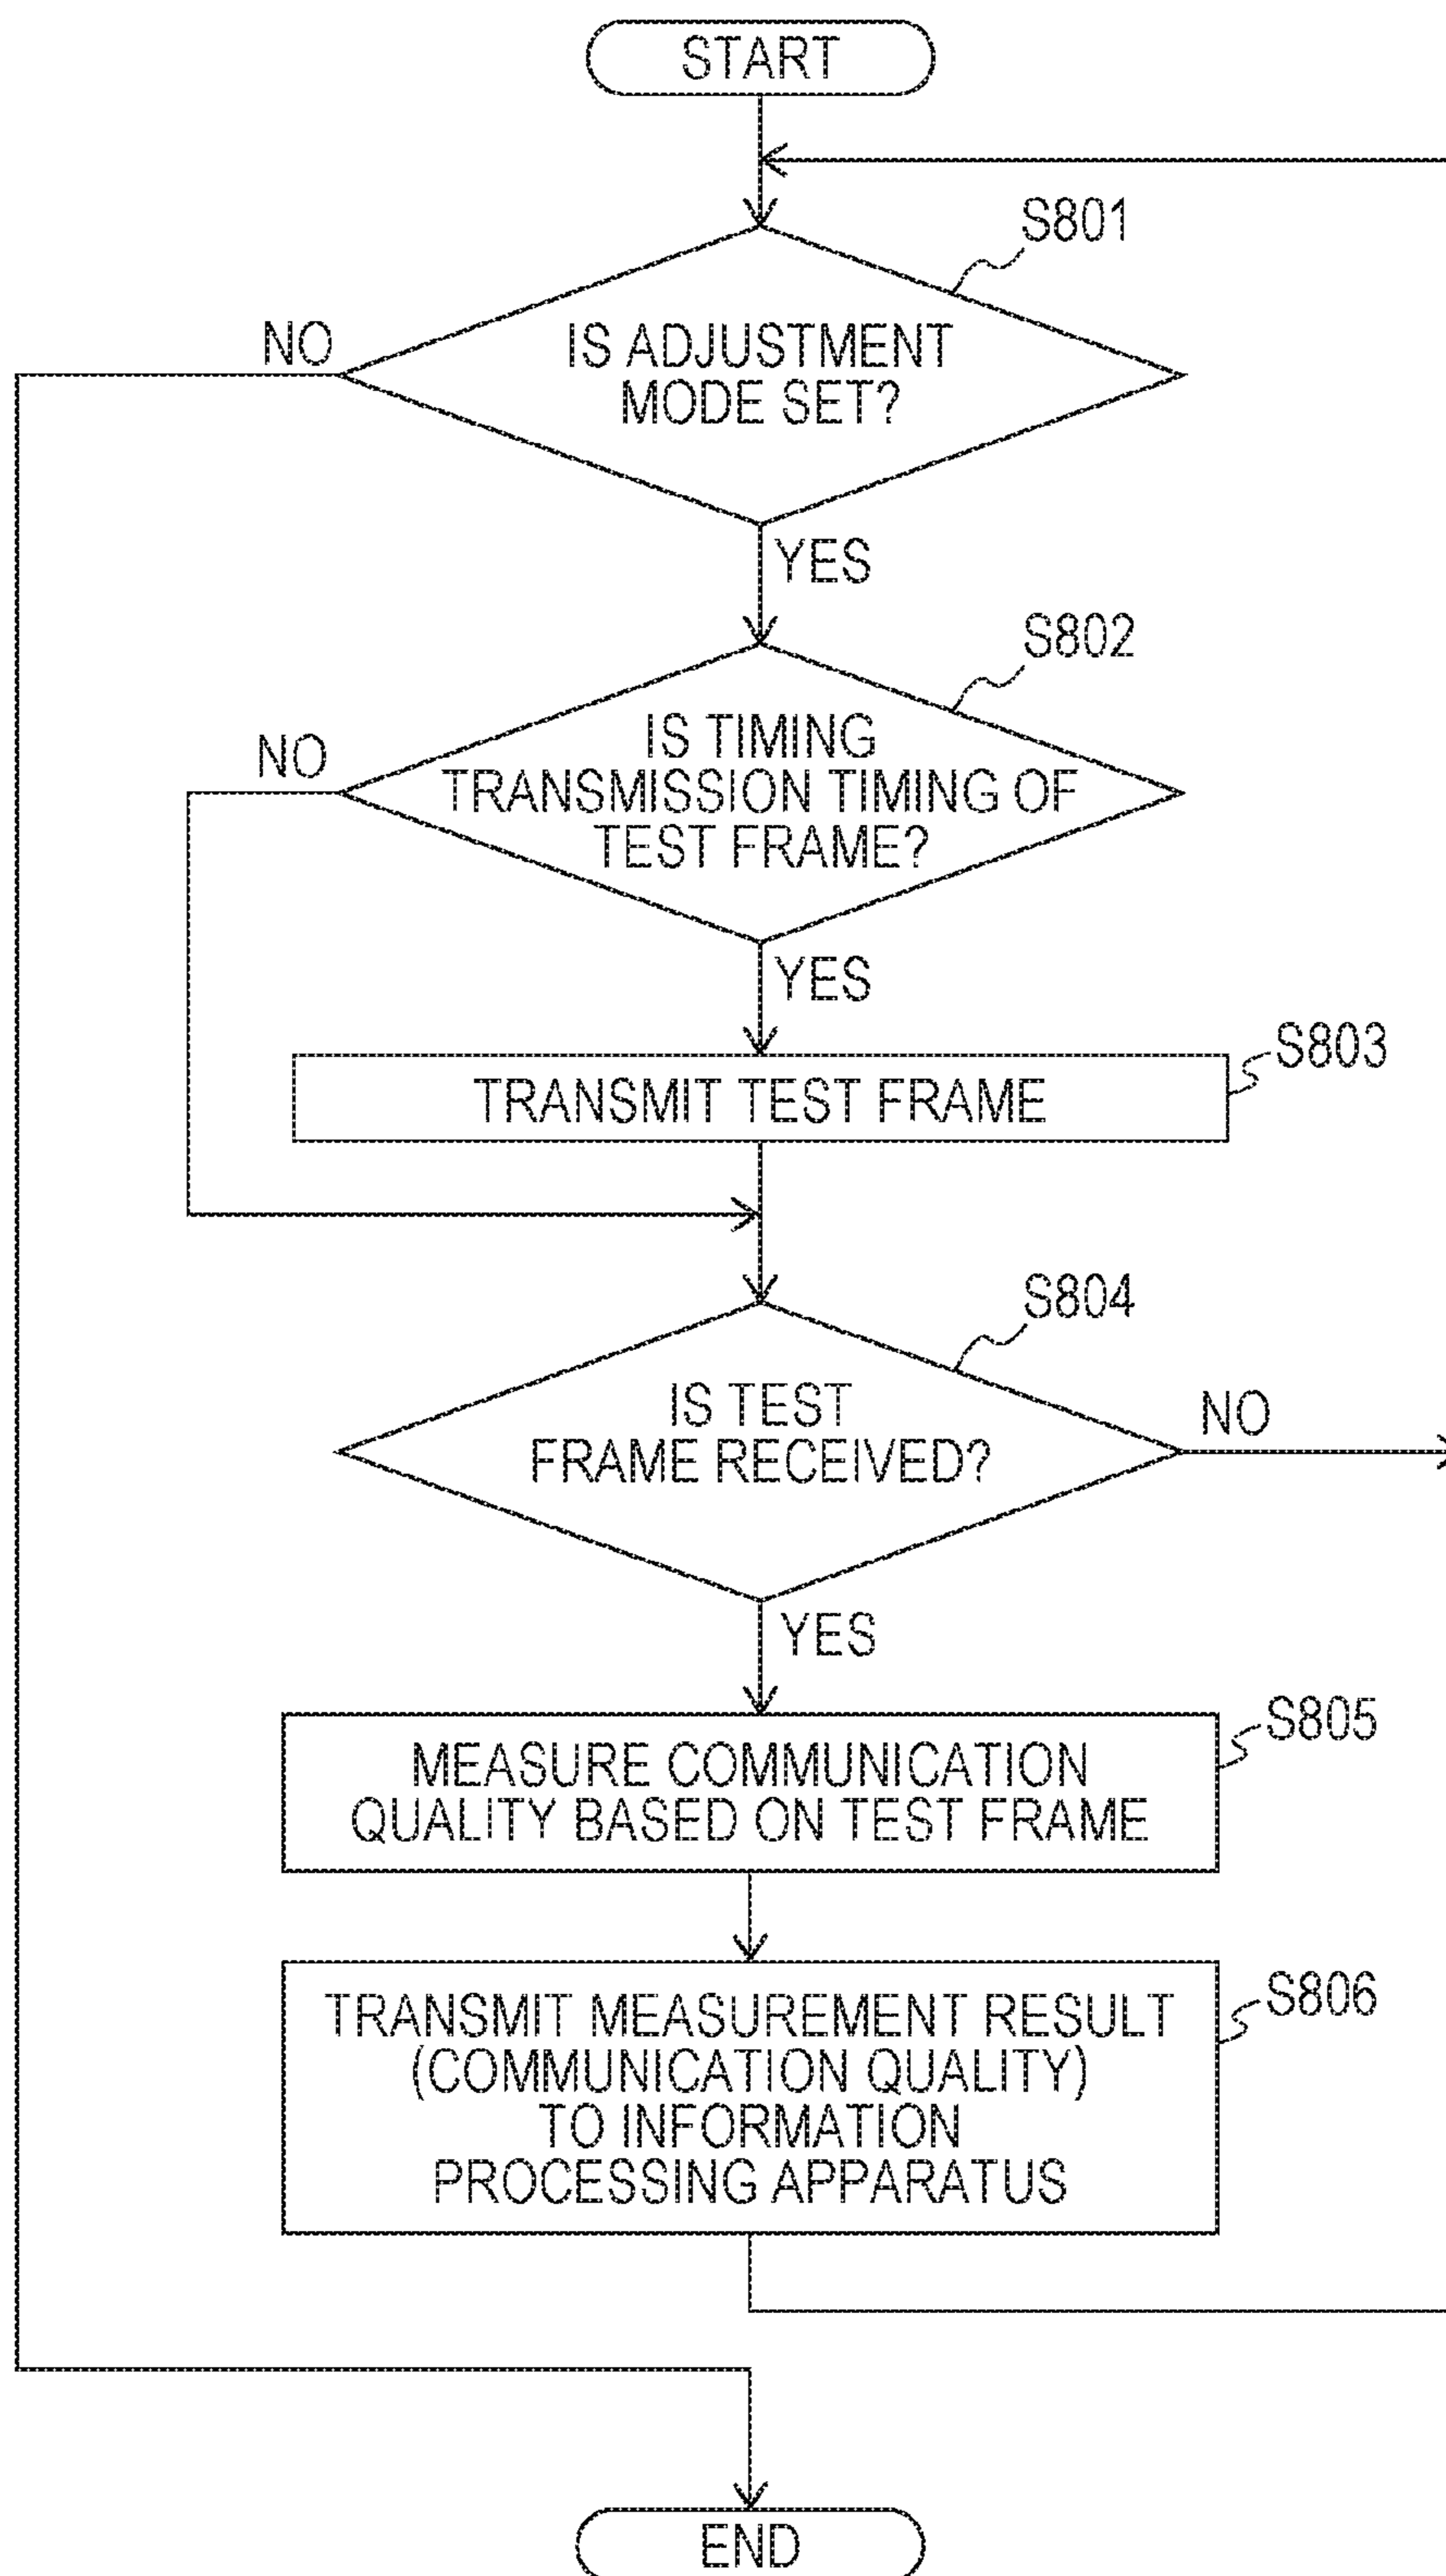 START
S801
NO
IS ADJUSTMENT
MODE SET?
YES
S802
NO
IS TIMING
TRANSMISSION TIMING OF
TEST FRAME?
YES
S803
TRANSMIT TEST FRAME
S804
IS TEST
FRAME RECEIVED?
NO
YES
S805
MEASURE COMMUNICATION
QUALITY BASED ON TEST FRAME
S806
TRANSMIT MEASUREMENT RESULT
(COMMUNICATION QUALITY)
TO INFORMATION
PROCESSING APPARATUS
END